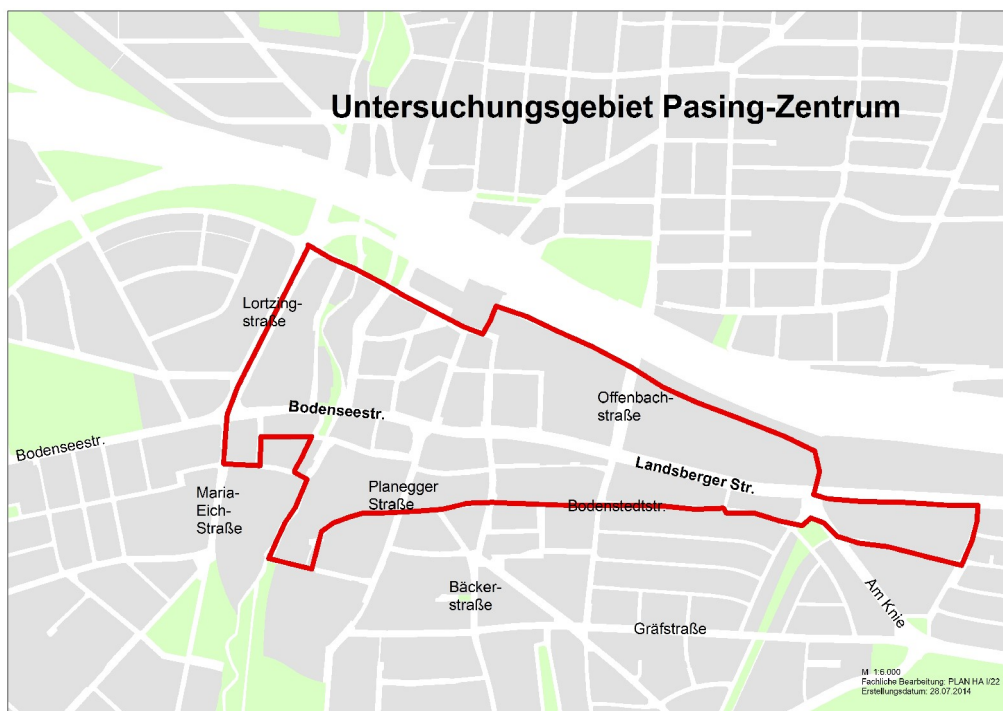 Untersuchungsgebiet Pasing-Zentrum
Lortzing-
straße
Offenbach-
straße
Bodenseestr.
Bodenseestr.
Landsberger Str.
Maria-
Eich-
Straße
Planegger
Straße
Bodenstedtstr.
Bäcker-
straße
Am Knie
Gräfstraße
M 1:6.000
Fachliche Bearbeitung: PLAN HA I/22
Erstellungsdatum: 28.07.2014